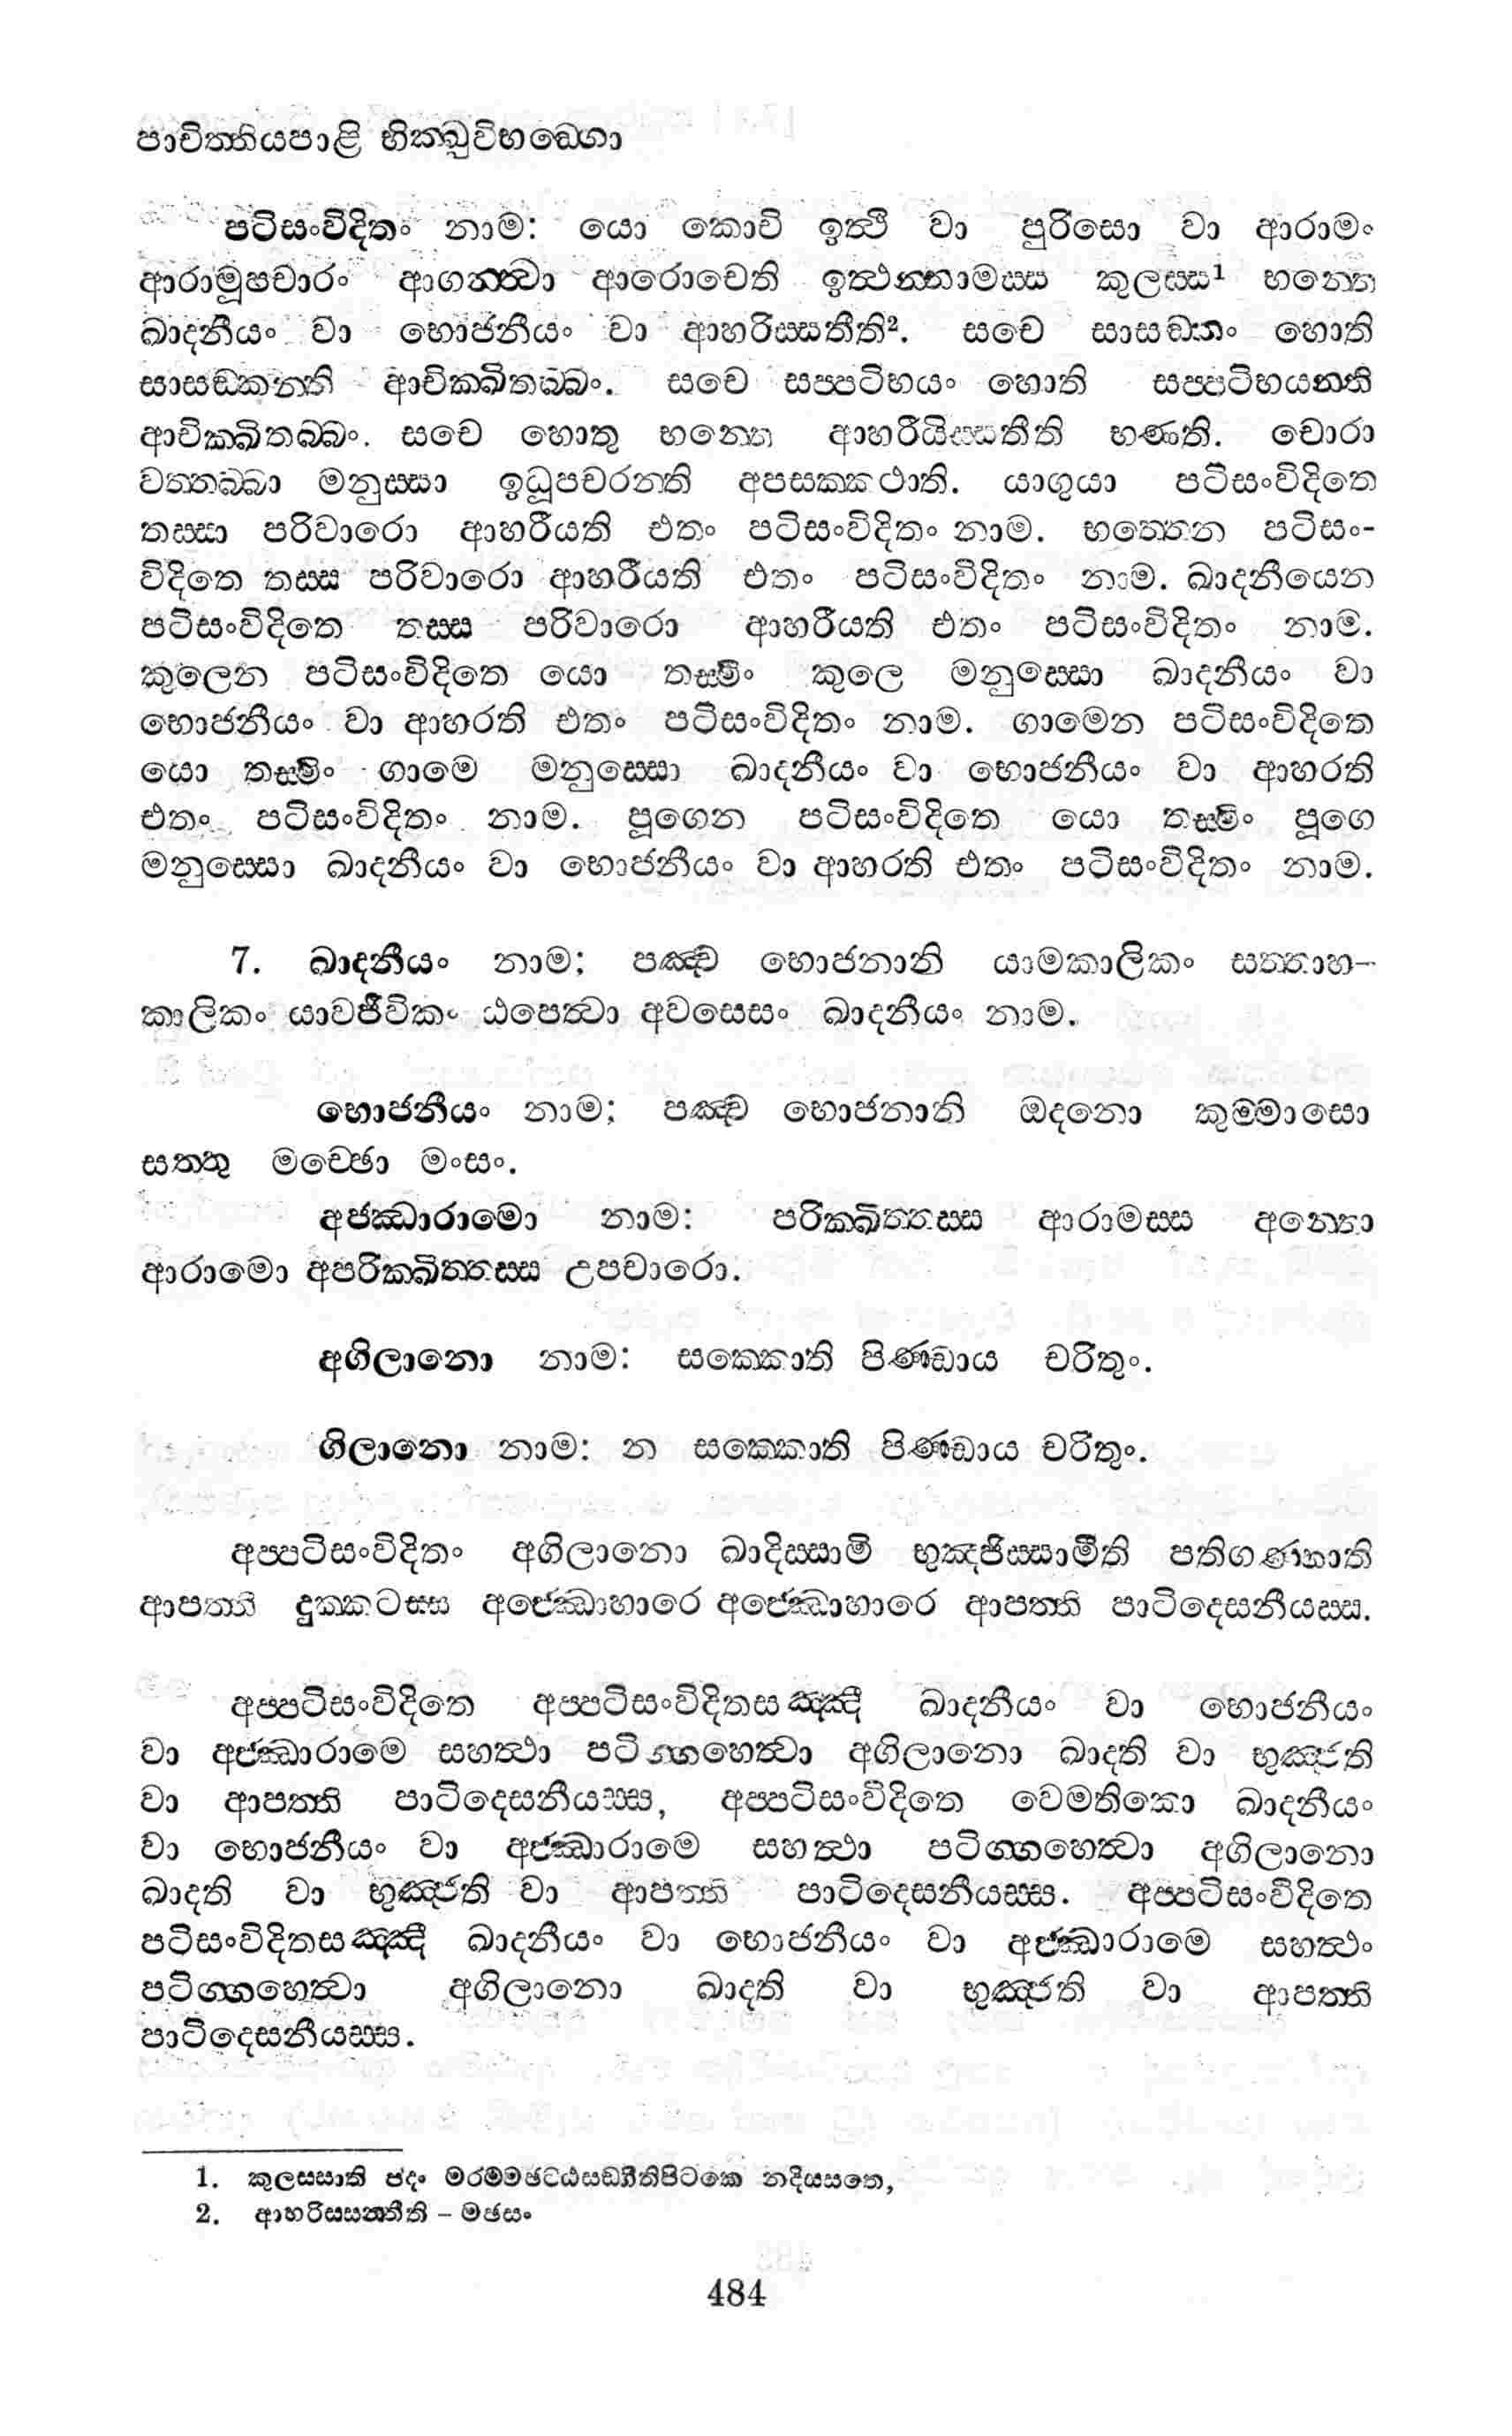 පාචිත්තියපාළි භික්ඛුවිභඞ්ගො
පටිසංවිදිතං නාම: යො කොචි ඉත්ථි වා පුරිසො වා ආරාමං
ආරාමූපචාරං ආගන්ත්වා ආරොචෙති ඉත්ථන්නාමස්ස කුලස්ස¹ භන්තෙ
ඛාදනීයං වා භොජනීයං වා ආහරිස්සතීති². සචෙ සාසඞ්කං හොති
සාසඞ්කන්ති ආචික්ඛිතබ්බං. සචෙ සප්පටිභයං හොති සප්පටිභයන්ති
ආචික්ඛිතබ්බං. සචෙ හොතු භන්තෙ ආහරීයිස්සතීති භණති. චොරා
වත්තබ්බා මනුස්සා ඉධූපචරන්ති අපසක්කථාති. යාගුයා පටිසංවිදිතෙ
තස්සා පරිවාරො ආහරීයති එතං පටිසංවිදිතං නාම. භත්තෙන පටිසං-
විදිතෙ තස්ස පරිවාරො ආහරීයති එතං පටිසංවිදිතං නාම. ඛාදනීයෙන
පටිසංවිදිතෙ තස්ස පරිවාරො ආහරීයති එතං පටිසංවිදිතං නාම.
කුලෙන පටිසංවිදිතෙ යො තස්මිං කුලෙ මනුස්සො ඛාදනීයං වා
භොජනීයං වා ආහරති එතං පටිසංවිදිතං නාම. ගාමෙන පටිසංවිදිතෙ
යො තස්මිං ගාමෙ මනුස්සො ඛාදනීයං වා භොජනීයං වා ආහරති
එතං පටිසංවිදිතං නාම. පූගෙන පටිසංවිදිතෙ යො තස්මිං පූගෙ
මනුස්සො ඛාදනීයං වා භොජනීයං වා ආහරති එතං පටිසංවිදිතං නාම.
7. ඛාදනීයං නාම; පඤ්ච භොජනානි යාමකාලිකං සත්තාහ-
කාලිකං යාවජීවිකං ඨපෙත්වා අවසෙසං ඛාදනීයං නාම.
භොජනීයං නාම; පඤ්ච භොජනානි ඔදනො කුම්මාසො
සත්තු මච්ඡො මංසං.
අජ්ඣාරාමො නාම: පරික්ඛිත්තස්ස ආරාමස්ස අන්තො
ආරාමො අපරික්ඛිත්තස්ස උපචාරො.
අගිලානො නාම: සක්කොති පිණ්ඩාය චරිතුං.
ගිලානො නාම: න සක්කොති පිණ්ඩාය චරිතුං.
අප්පටිසංවිදිතං අගිලානො ඛාදිස්සාමි භුඤ්ජිස්සාමීති පතිගණ්හාති
ආපත්ති දුක්කටස්ස අජ්ඣොහාරෙ අජ්ඣොහාරෙ ආපත්ති පාටිදෙසනීයස්ස.
අප්පටිසංවිදිතෙ අප්පටිසංවිදිතසඤ්ඤී ඛාදනීයං වා භොජනීයං
වා අජ්ඣාරාමෙ සහත්ථා පටිග්ගහෙත්වා අගිලානො ඛාදති වා භුඤ්ජති
වා ආපත්ති පාටිදෙසනීයස්ස, අප්පටිසංවිදිතෙ වෙමතිකො ඛාදනීයං
වා භොජනීයං වා අජ්ඣාරාමෙ සහත්ථා පටිග්ගහෙත්වා අගිලානො
ඛාදති වා භුඤ්ජති වා ආපත්ති පාටිදෙසනීයස්ස. අප්පටිසංවිදිතෙ
පටිසංවිදිතසඤ්ඤී ඛාදනීයං වා භොජනීයං වා අජ්ඣාරාමෙ සහත්ථං
පටිග්ගහෙත්වා අගිලානො ඛාදති වා භුඤ්ජති වා ආපත්ති
පාටිදෙසනීයස්ස.
1. කුලස්සාති පදං මරම්මඡට්ඨසඞ්ගීතිපිටකෙ නදිස්සතෙ,
2. ආහරිස්සන්තීති – මඡසං
484